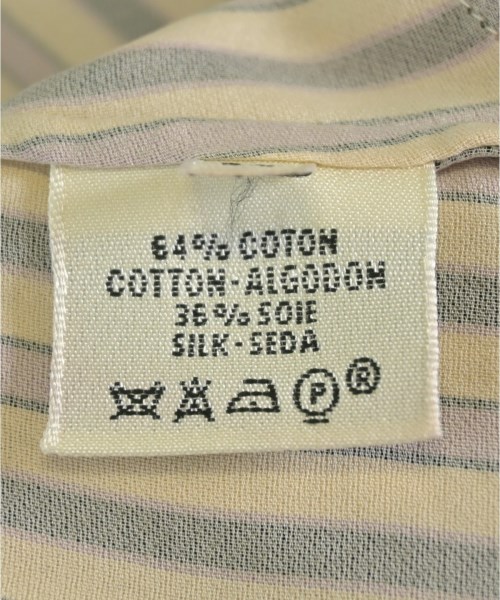 64% COTON
COTTON-ALGODON
36% SOIE
SILK-SEDA
P ®